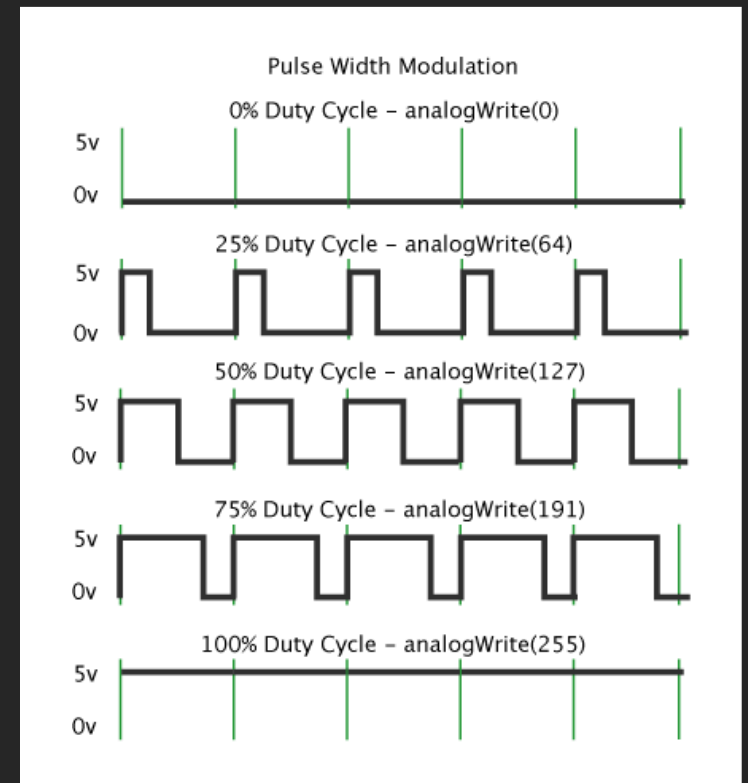 Pulse Width Modulation
0% Duty Cycle – analogWrite(0)
5v
0v
25% Duty Cycle – analogWrite(64)
5v
0v
50% Duty Cycle – analogWrite(127)
5v
0v
75% Duty Cycle – analogWrite(191)
5v
0v
100% Duty Cycle – analogWrite(255)
5v
0v